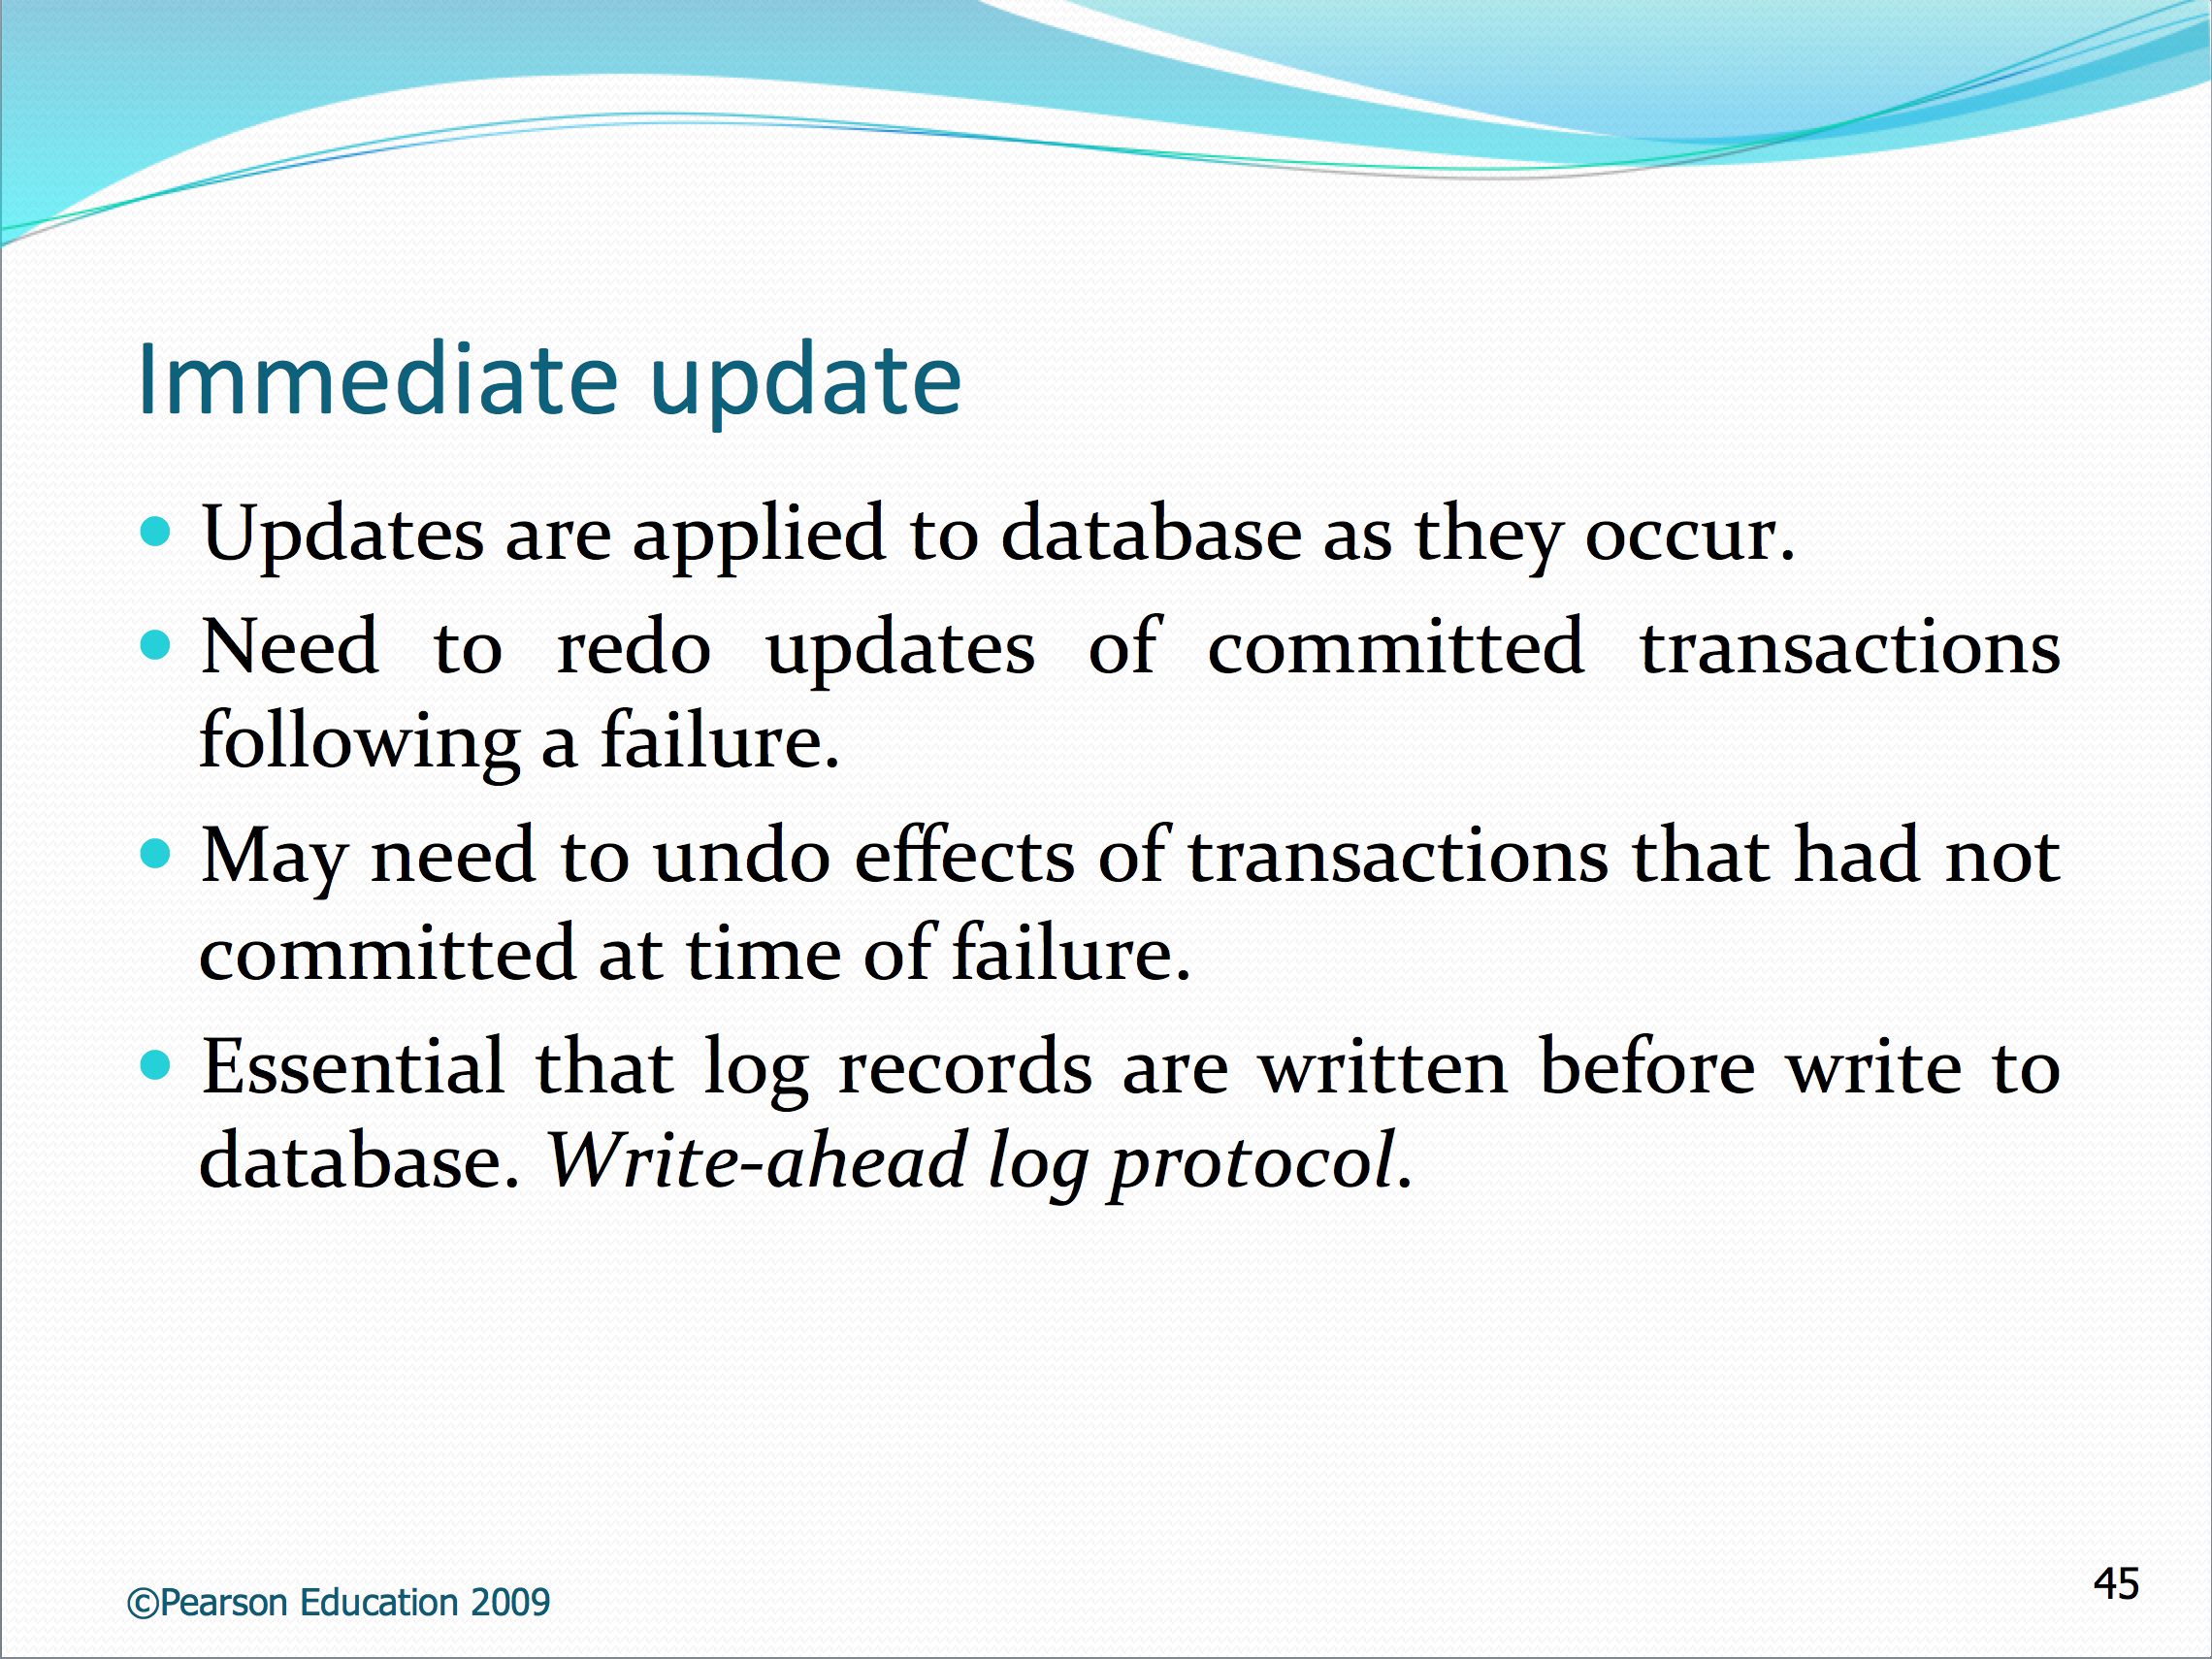 Immediate update
Updates are applied to database as they occur.
Need to redo updates of committed transactions
following a failure.
May need to undo effects of transactions that had not
committed at time of failure.
Essential that log records are written before write to
database. Write-ahead log protocol.
©Pearson Education 2009
45